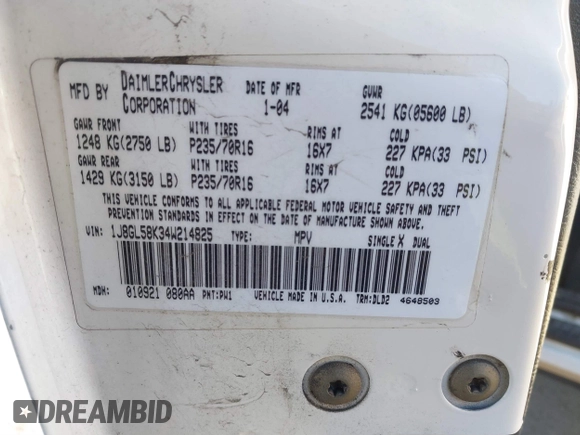 MFD BY DAIMLERCHRYSLER CORPORATION DATE OF MFR 1-04 GVWR 2541 KG(05600 LB)
GAWR FRONT WITH TIRES RIMS AT COLD
1248 KG(2750 LB) P235/70R16 16X7 227 KPA(33 PSI)
GAWR REAR WITH TIRES RIMS AT COLD
1429 KG(3150 LB) P235/70R16 16X7 227 KPA(33 PSI)
THIS VEHICLE CONFORMS TO ALL APPLICABLE FEDERAL MOTOR VEHICLE SAFETY AND THEFT
PREVENTION STANDARDS IN EFFECT ON THE DATE OF MANUFACTURE SHOWN ABOVE.
VIN: 1J8GL58K34W214825 TYPE: MPV SINGLE X DUAL
MDH: 010921 080AA PNT:PW1 VEHICLE MADE IN U.S.A. TRM:DLD2 4648503
DREAMBID